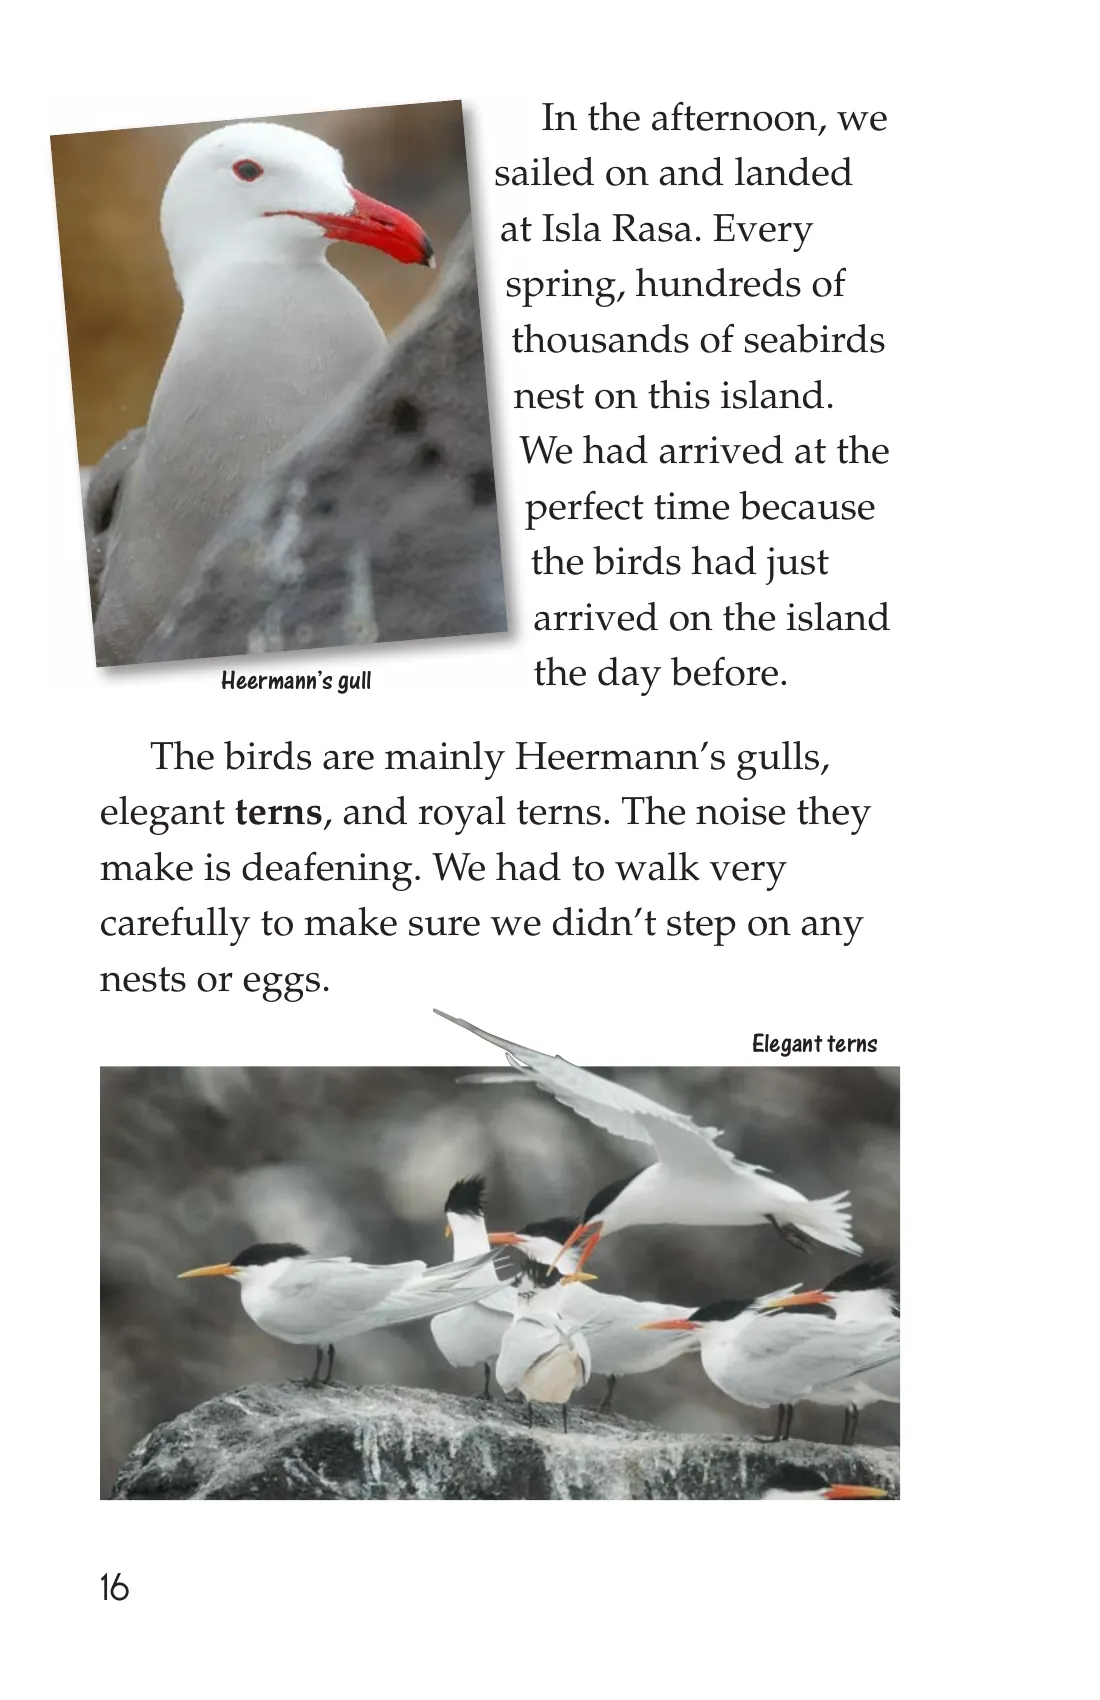 In the afternoon, we
sailed on and landed
at Isla Rasa. Every
spring, hundreds of
thousands of seabirds
nest on this island.
We had arrived at the
perfect time because
the birds had just
arrived on the island
the day before.
Heermann’s gull
The birds are mainly Heermann’s gulls,
elegant terns, and royal terns. The noise they
make is deafening. We had to walk very
carefully to make sure we didn’t step on any
nests or eggs.
Elegant terns
16